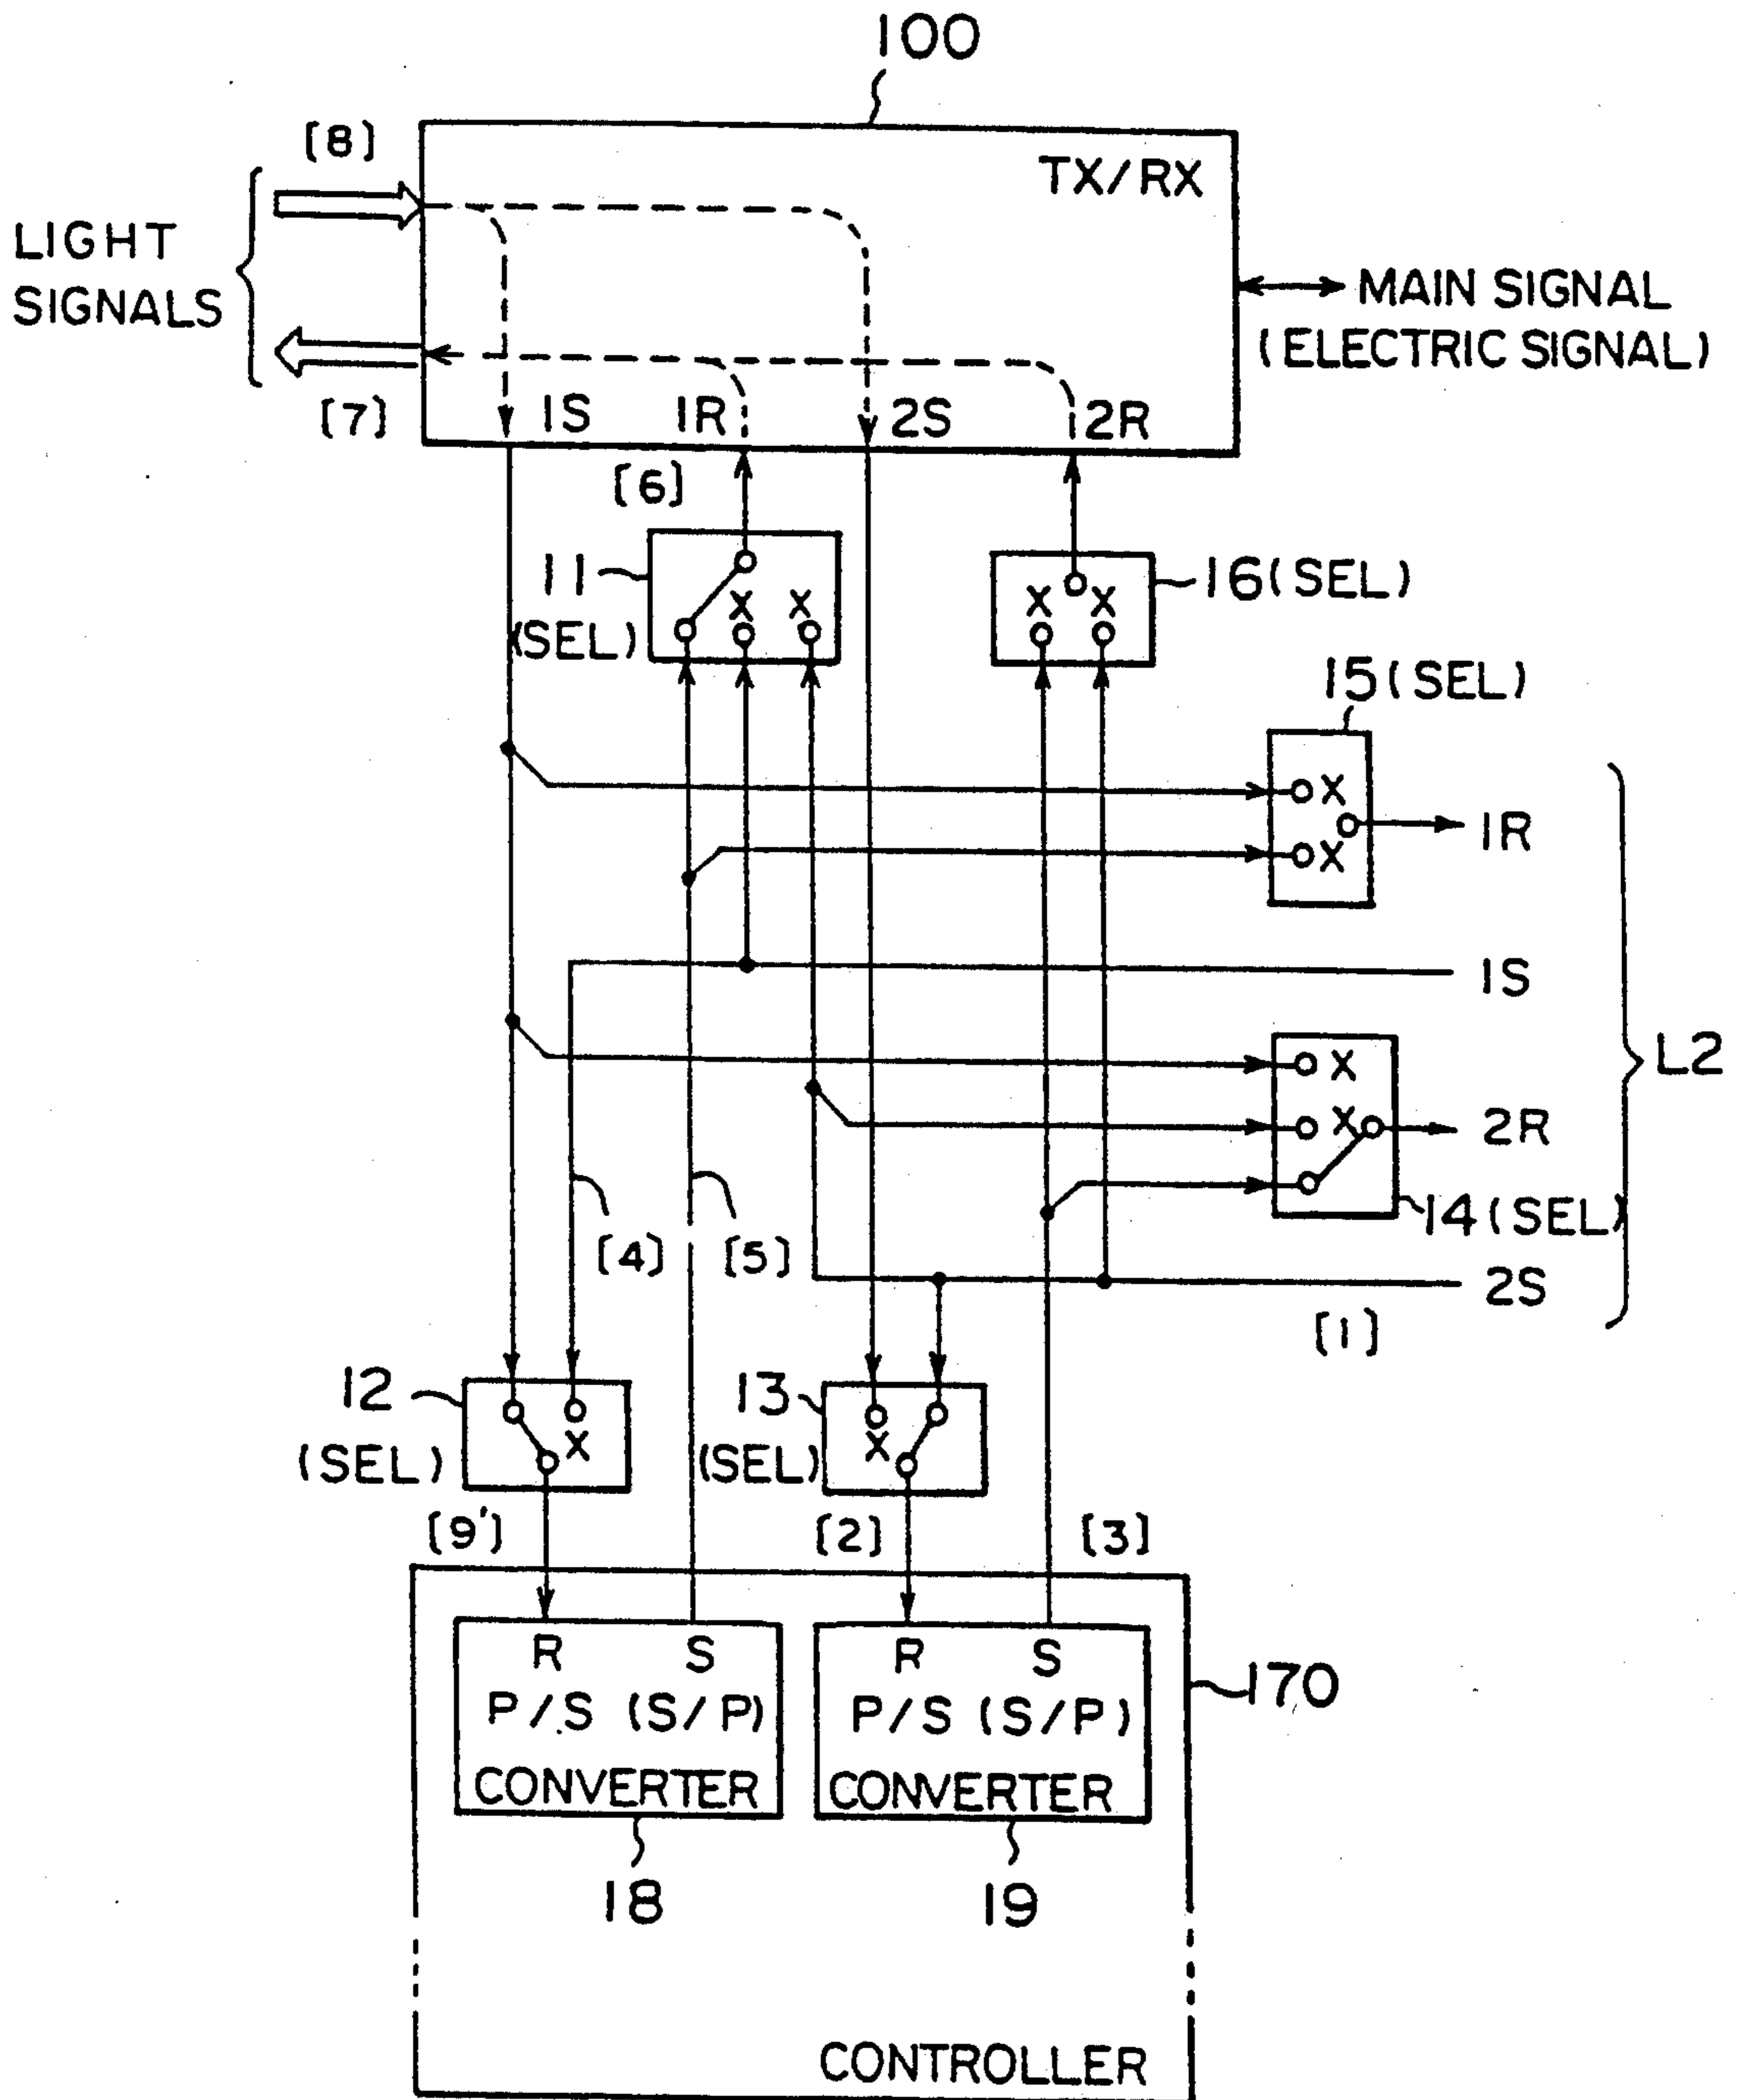 100
[8]
TX/RX
LIGHT
SIGNALS
MAIN SIGNAL
(ELECTRIC SIGNAL)
[7]
1S
1R
2S
2R
[6]
11
(SEL)
X
X
X
X
16(SEL)
15(SEL)
X
X
1R
1S
X
X
2R
L2
14(SEL)
[4]
[5]
2S
[1]
12
(SEL)
X
13
(SEL)
X
[9']
[2]
[3]
R
S
P/S (S/P)
CONVERTER
R
S
P/S (S/P)
CONVERTER
170
18
19
CONTROLLER